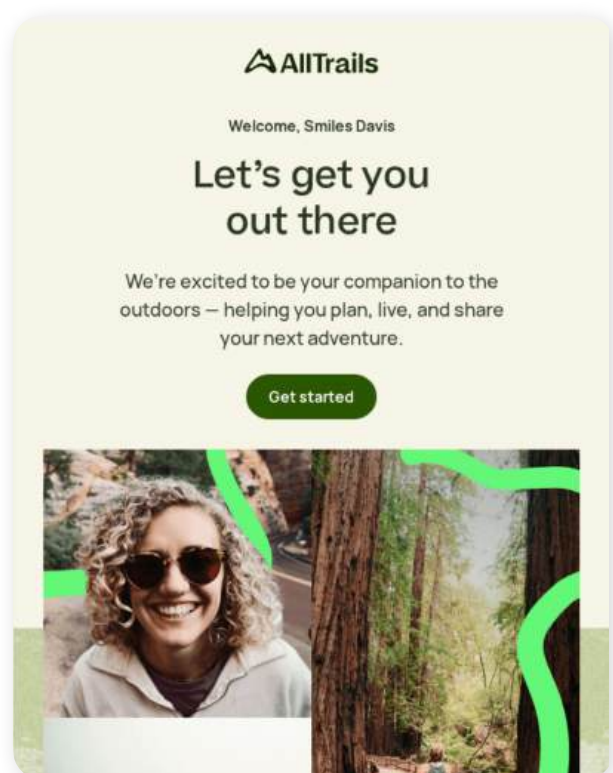 AllTrails
Welcome, Smiles Davis
Let's get you
out there
We're excited to be your companion to the
outdoors — helping you plan, live, and share
your next adventure.
Get started